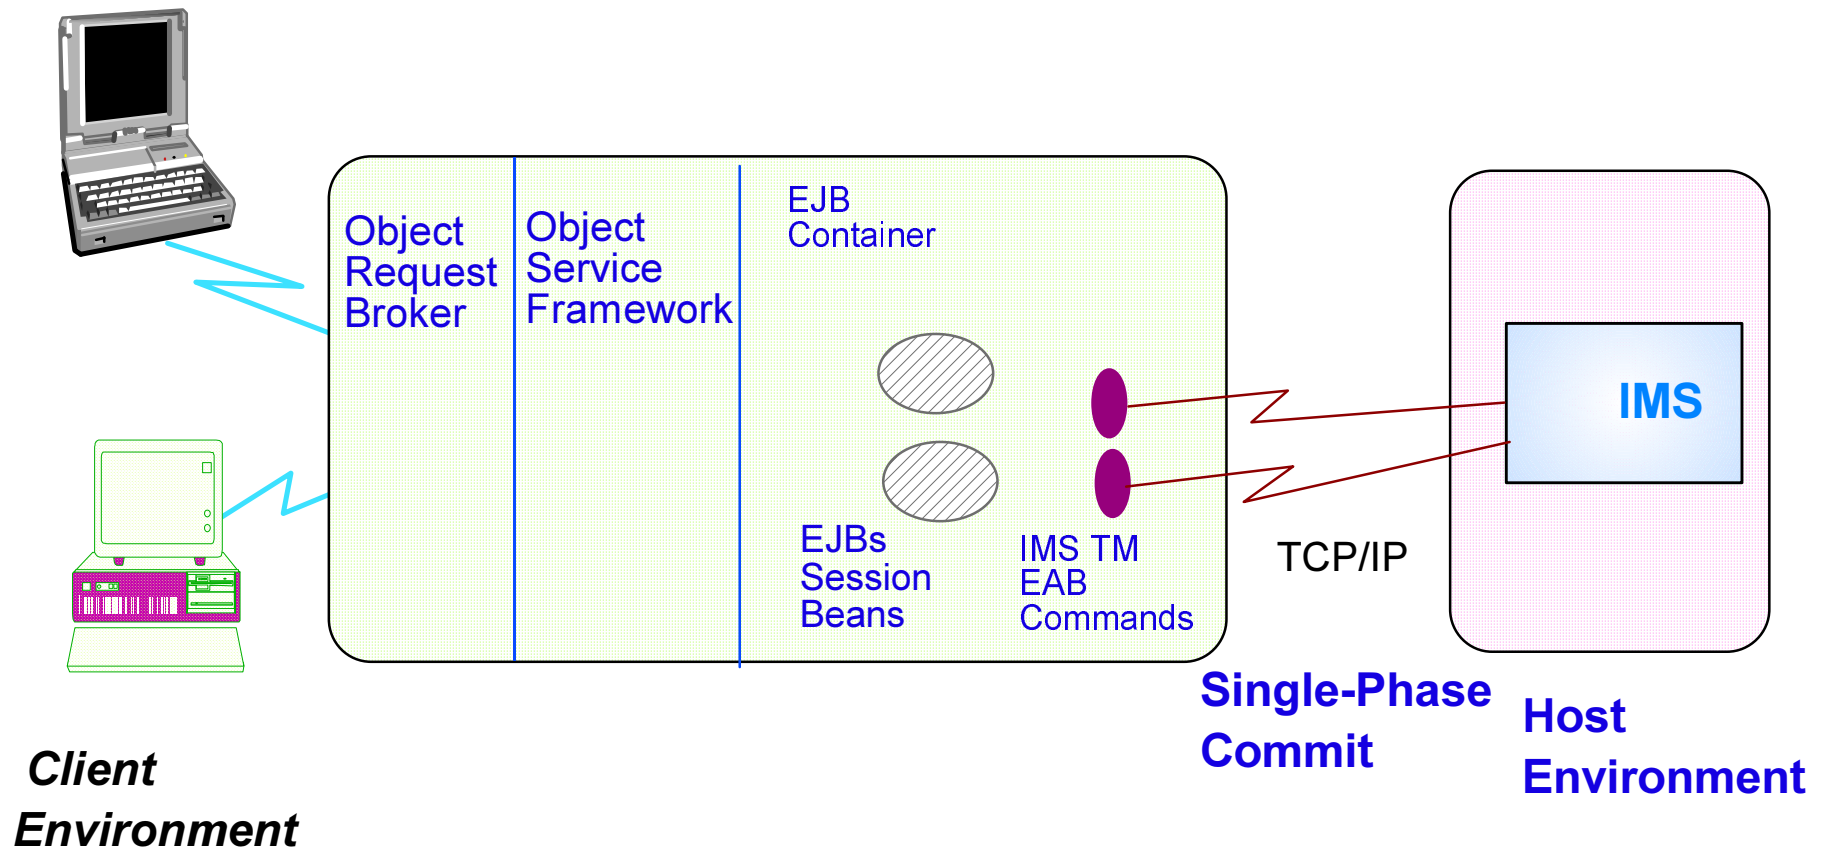 Object
Request
Broker
Object
Service
Framework
EJB
Container
EJBs
Session
Beans
IMS TM
EAB
Commands
TCP/IP
IMS
Single-Phase
Commit
Host
Environment
Client
Environment